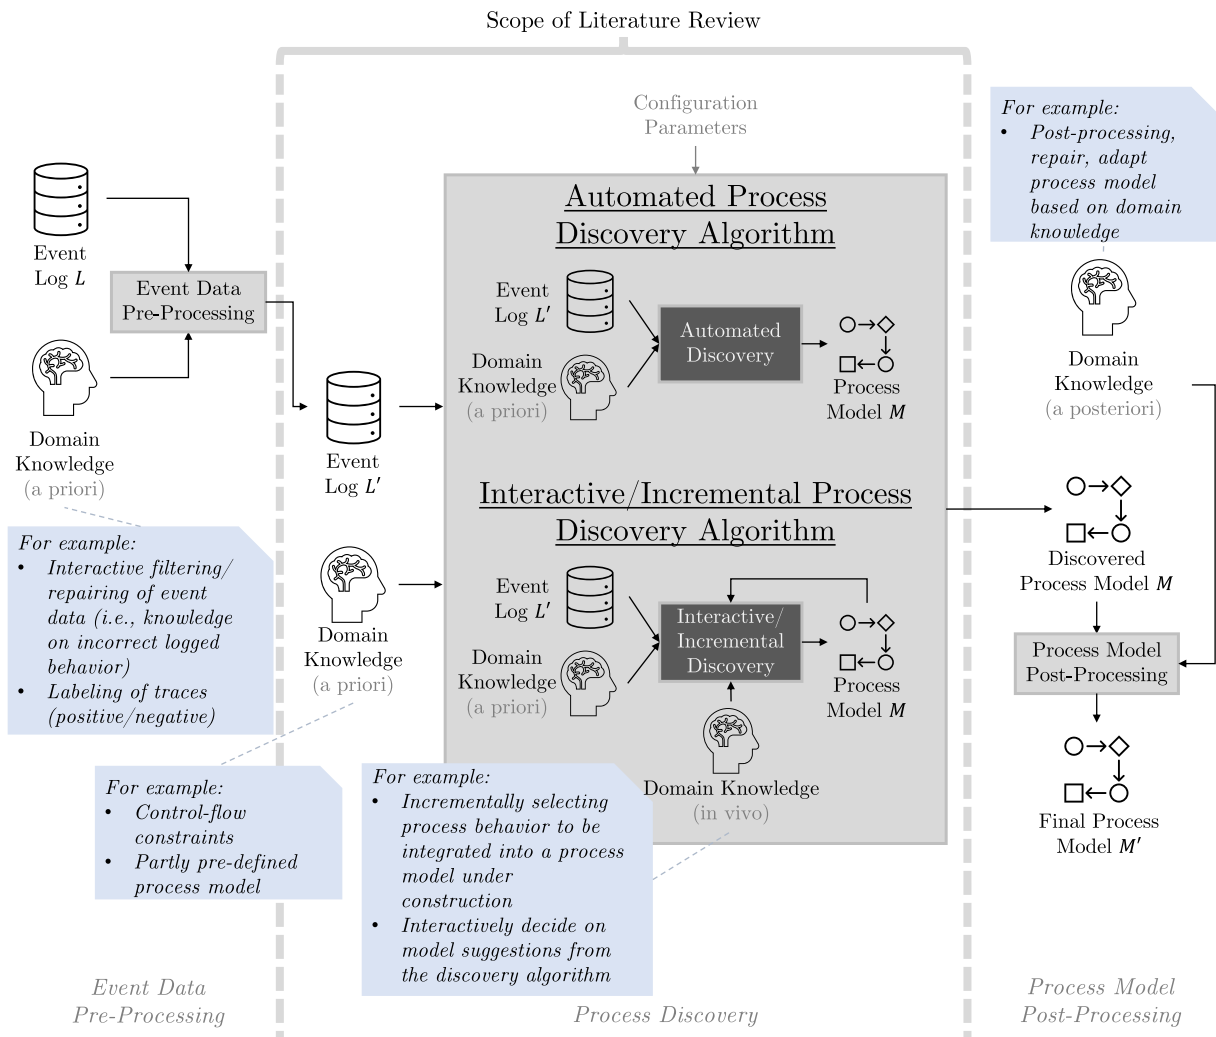 Scope of Literature Review
Configuration
Parameters
For example:
• Post-processing,
repair, adapt
process model
based on domain
knowledge
Event
Log L
Event Data
Pre-Processing
Domain
Knowledge
(a priori)
For example:
• Interactive filtering/
repairing of event
data (i.e., knowledge
on incorrect logged
behavior)
• Labeling of traces
(positive/negative)
Event
Log L′
Domain
Knowledge
(a priori)
For example:
• Control-flow
constraints
• Partly pre-defined
process model
Automated Process
Discovery Algorithm
Event
Log L′
Domain
Knowledge
(a priori)
Automated
Discovery
Process
Model M
Interactive/Incremental Process
Discovery Algorithm
Event
Log L′
Domain
Knowledge
(a priori)
Interactive/
Incremental
Discovery
Process
Model M
Domain Knowledge
(in vivo)
For example:
• Incrementally selecting
process behavior to be
integrated into a process
model under
construction
• Interactively decide on
model suggestions from
the discovery algorithm
Domain
Knowledge
(a posteriori)
Discovered
Process Model M
Process Model
Post-Processing
Final Process
Model M′
Event Data
Pre-Processing
Process Discovery
Process Model
Post-Processing